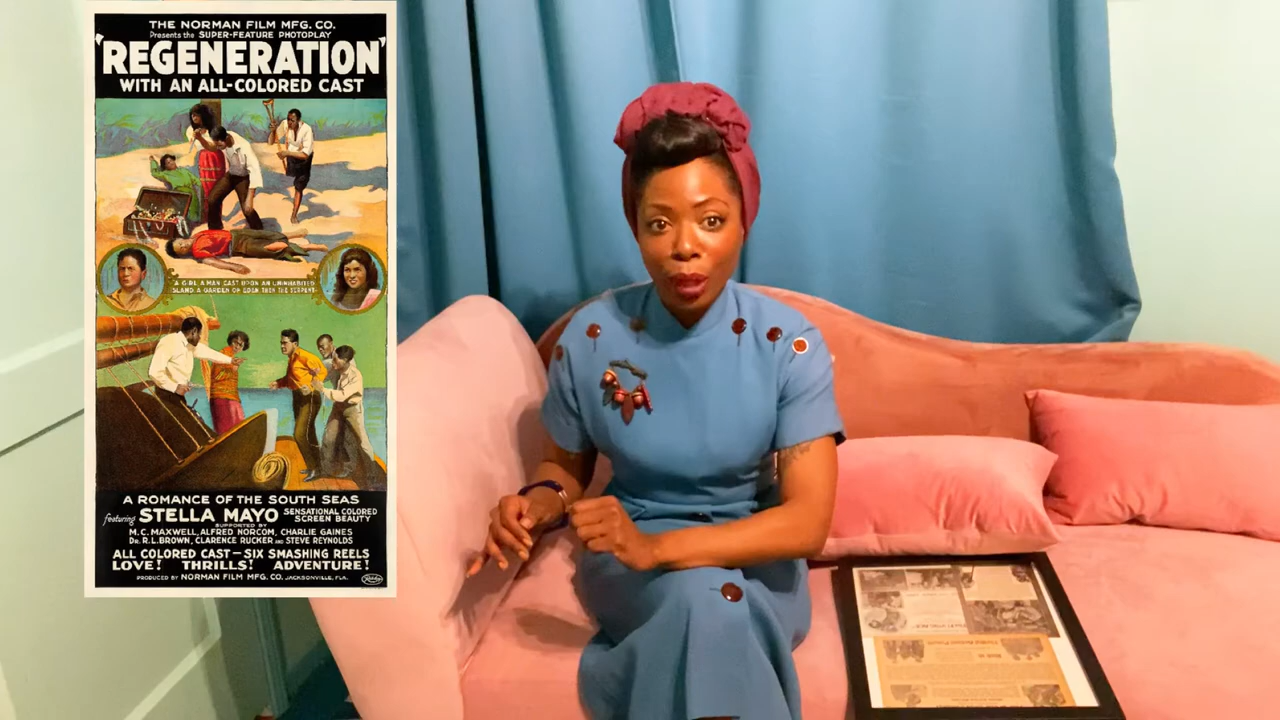 THE NORMAN FILM MFG. CO.
Presents the SUPER-FEATURE PHOTOPLAY
'REGENERATION'
WITH AN ALL-COLORED CAST
"A GIRL, A MAN CAST UPON AN UNINHABITED
ISLAND, A GARDEN OF EDEN, THEN THE SERPENT"
A ROMANCE OF THE SOUTH SEAS
featuring STELLA MAYO SENSATIONAL COLORED SCREEN BEAUTY
SUPPORTED BY
M.C. MAXWELL, ALFRED NORCOM, CHARLIE GAINES
DR. R.L. BROWN, CLARENCE RUCKER AND STEVE REYNOLDS
ALL COLORED CAST—SIX SMASHING REELS
LOVE! THRILLS! ADVENTURE!
PRODUCED BY NORMAN FILM MFG. CO. JACKSONVILLE, FLA.